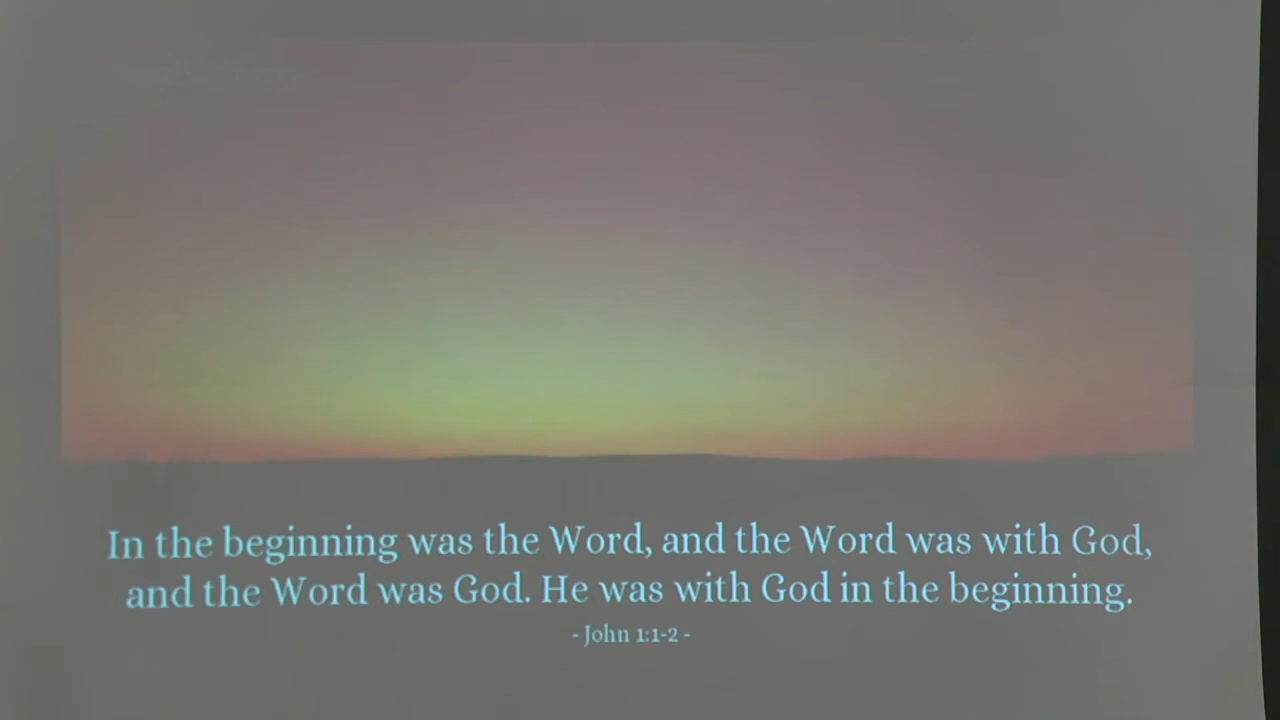 In the beginning was the Word, and the Word was with God,
and the Word was God. He was with God in the beginning.
- John 1:1-2 -